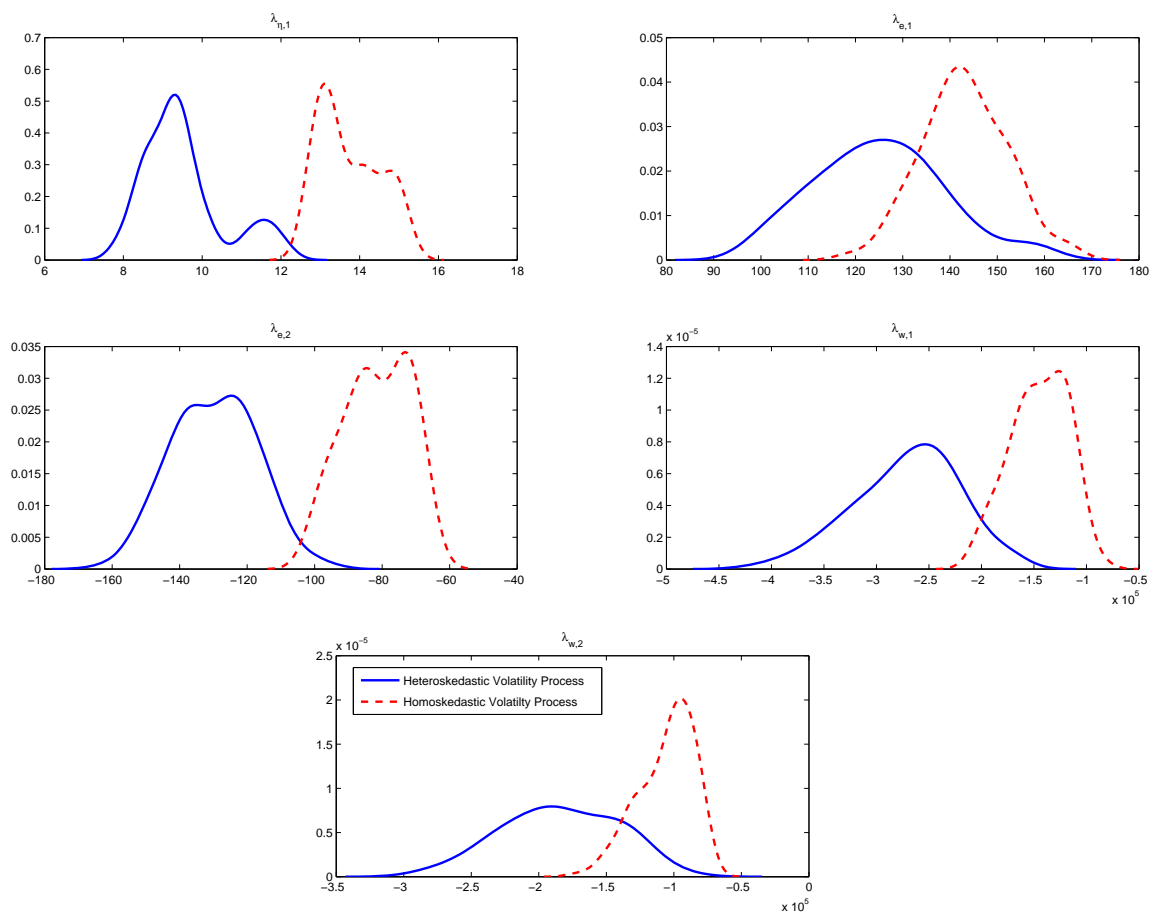 λη,1
0.7
0.6
0.5
0.4
0.3
0.2
0.1
0
6 8 10 12 14 16 18
λe,1
0.05
0.04
0.03
0.02
0.01
0
80 90 100 110 120 130 140 150 160 170 180
λe,2
0.035
0.03
0.025
0.02
0.015
0.01
0.005
0
−180 −160 −140 −120 −100 −80 −60 −40
λw,1
x 10−5
1.4
1.2
1
0.8
0.6
0.4
0.2
0
−5 −4.5 −4 −3.5 −3 −2.5 −2 −1.5 −1 −0.5
x 105
λw,2
x 10−5
2.5
2
1.5
1
0.5
0
Heteroskedastic Volatility Process
Homoskedastic Volatilty Process
−3.5 −3 −2.5 −2 −1.5 −1 −0.5 0
x 105